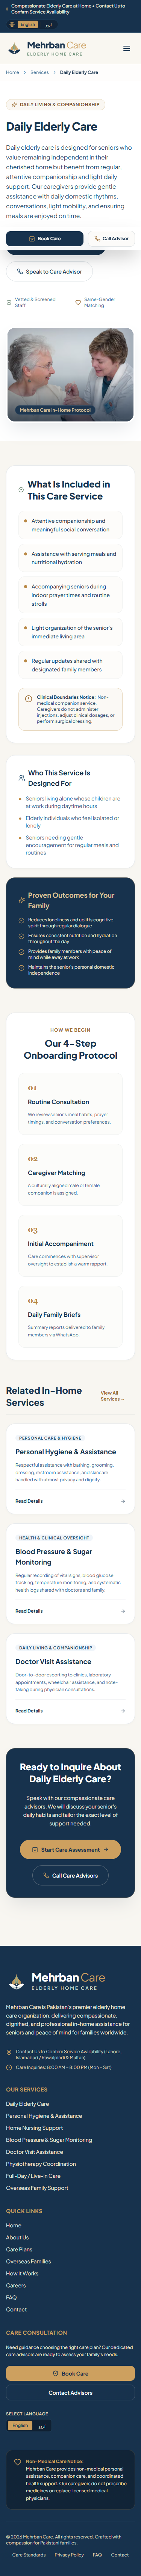 Compassionate Elderly Care at Home • Contact Us to
Confirm Service Availability
English
اردو
Mehrban Care
ELDERLY HOME CARE
Home
Services
Daily Elderly Care
DAILY LIVING & COMPANIONSHIP
Daily Elderly Care
Daily elderly care for seniors who
value remaining independent in their
cherished home but require gentle
companionship, attentive care, and
light daily support. Our caregivers
provide gentle assistance with daily
domestic rhythms, conversations,
light mobility, and ensuring meals are
enjoyed on time.
Book Care
Call Advisor
Speak to Care Advisor
Vetted & Screened
Staff
Same-Gender
Matching
Mehrban Care In-Home Protocol
What Is Included in
This Care Service
Attentive companionship and
meaningful social conversation
Assistance with serving meals and
nutritional hydration
Accompanying seniors during
indoor prayer times and routine
strolls
Light organization of the senior's
immediate living area
Regular updates shared with
designated family members
Clinical Boundaries Notice: Non-
medical companion service.
Caregivers do not administer
injections, adjust clinical dosages, or
perform surgical dressing.
Who This Service Is
Designed For
Seniors living alone whose children are
at work during daytime hours
Elderly individuals who feel isolated or
lonely
Seniors needing gentle
encouragement for regular meals and
routines
Proven Outcomes for Your
Family
Reduces loneliness and uplifts cognitive
spirit through regular dialogue
Ensures consistent nutrition and hydration
throughout the day
Provides family members with peace of
mind while away at work
Maintains the senior's personal domestic
independence
HOW WE BEGIN
Our 4-Step
Onboarding Protocol
01
Routine Consultation
We review senior's meal habits, prayer
timings, and conversation preferences.
02
Caregiver Matching
A culturally aligned male or female
companion is assigned.
03
Initial Accompaniment
Care commences with supervisor
oversight to establish a warm rapport.
04
Daily Family Briefs
Summary reports delivered to family
members via WhatsApp.
Related In-Home
Services
View All
Services →
PERSONAL CARE & HYGIENE
Personal Hygiene & Assistance
Respectful assistance with bathing, grooming,
dressing, restroom assistance, and skincare
handled with utmost privacy and dignity.
Read Details
HEALTH & CLINICAL OVERSIGHT
Blood Pressure & Sugar
Monitoring
Regular recording of vital signs, blood glucose
tracking, temperature monitoring, and systematic
health logs shared with doctors and family.
Read Details
DAILY LIVING & COMPANIONSHIP
Doctor Visit Assistance
Door-to-door escorting to clinics, laboratory
appointments, wheelchair assistance, and note-
taking during physician consultations.
Read Details
Ready to Inquire About
Daily Elderly Care?
Speak with our compassionate care
advisors. We will discuss your senior's
daily habits and tailor the exact level of
support needed.
Start Care Assessment
Call Care Advisors
Mehrban Care
ELDERLY HOME CARE
Mehrban Care is Pakistan's premier elderly home
care organization, delivering compassionate,
dignified, and professional in-home assistance for
seniors and peace of mind for families worldwide.
Contact Us to Confirm Service Availability (Lahore,
Islamabad / Rawalpindi & Multan)
Care Inquiries: 8:00 AM – 8:00 PM (Mon – Sat)
OUR SERVICES
Daily Elderly Care
Personal Hygiene & Assistance
Home Nursing Support
Blood Pressure & Sugar Monitoring
Doctor Visit Assistance
Physiotherapy Coordination
Full-Day / Live-in Care
Overseas Family Support
QUICK LINKS
Home
About Us
Care Plans
Overseas Families
How It Works
Careers
FAQ
Contact
CARE CONSULTATION
Need guidance choosing the right care plan? Our dedicated
advisors are ready to assess your family's needs.
Book Care
Contact Advisors
SELECT LANGUAGE
English
اردو
Non-Medical Care Notice:
Mehrban Care provides non-medical
personal assistance, companionship,
and coordinated home
health support. Our caregivers do not
prescribe medications or replace
licensed medical
physicians.
© 2026 Mehrban Care. All rights reserved. Crafted with
compassion for Pakistani families.
Care Standards
Privacy Policy
FAQ
Contact